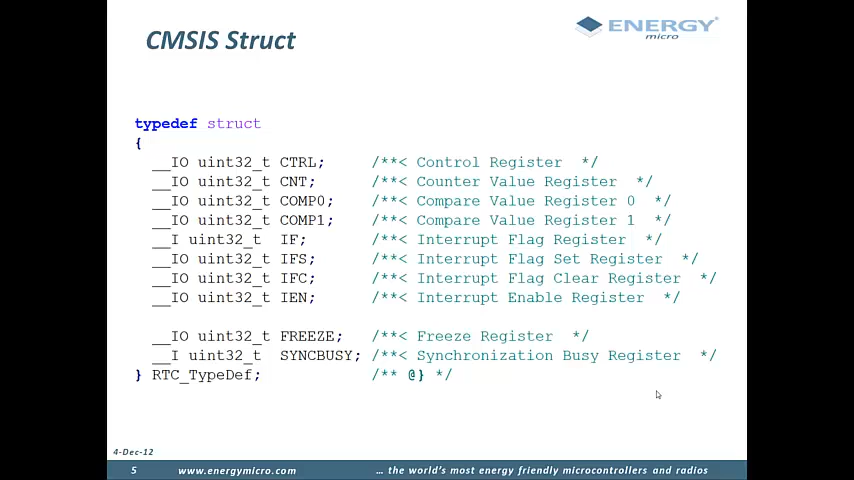 CMSIS Struct
ENERGY®
micro
typedef struct
{
__IO uint32_t CTRL; /**< Control Register */
__IO uint32_t CNT; /**< Counter Value Register */
__IO uint32_t COMP0; /**< Compare Value Register 0 */
__IO uint32_t COMP1; /**< Compare Value Register 1 */
__I uint32_t IF; /**< Interrupt Flag Register */
__IO uint32_t IFS; /**< Interrupt Flag Set Register */
__IO uint32_t IFC; /**< Interrupt Flag Clear Register */
__IO uint32_t IEN; /**< Interrupt Enable Register */
__IO uint32_t FREEZE; /**< Freeze Register */
__I uint32_t SYNCBUSY; /**< Synchronization Busy Register */
} RTC_TypeDef; /** @} */
4-Dec-12
5 www.energymicro.com ... the world's most energy friendly microcontrollers and radios